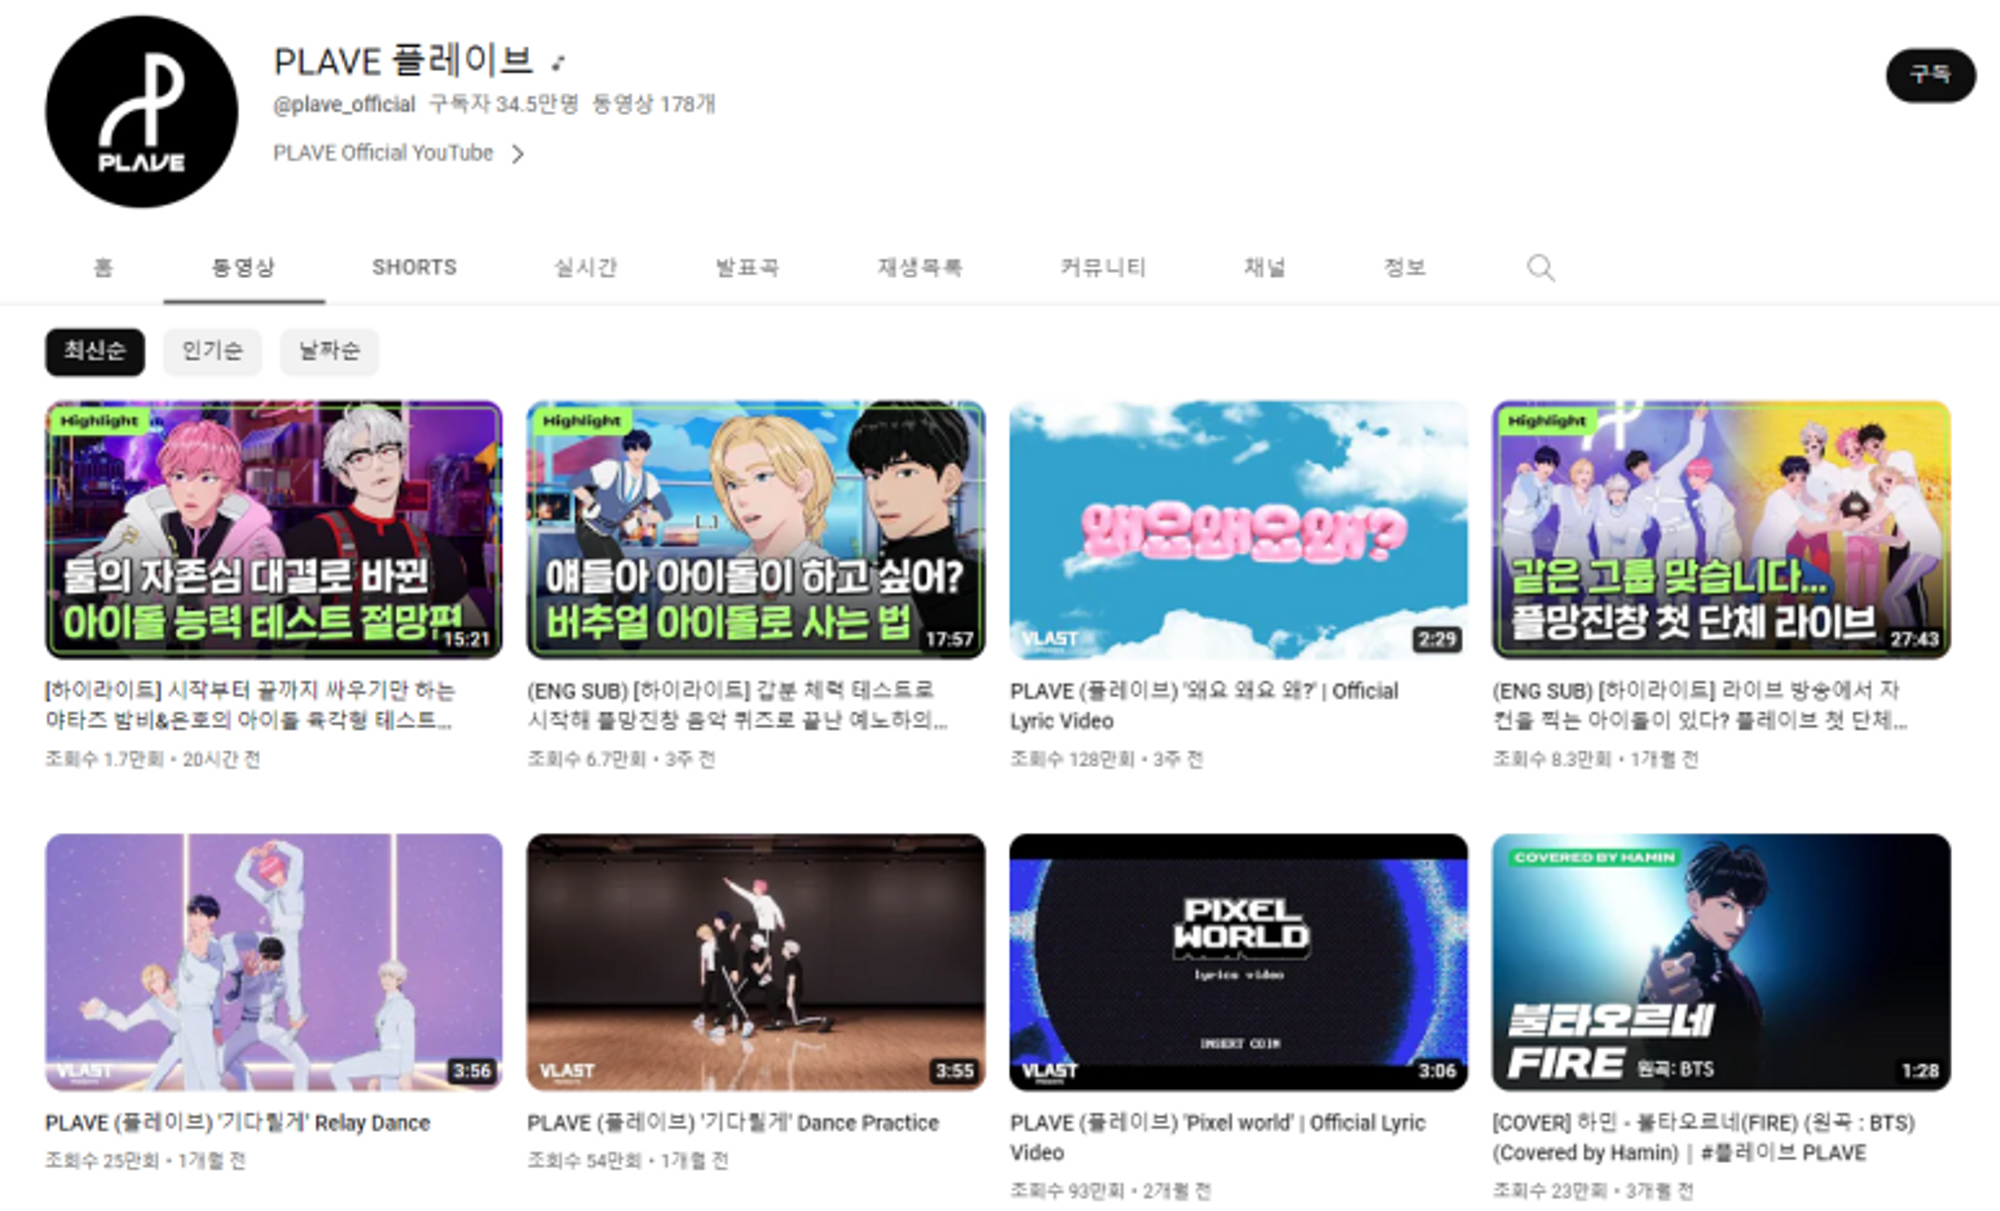 PLAVE
PLAVE 플레이브
@plave_official 구독자 34.5만명 동영상 178개
PLAVE Official YouTube
구독
홈 동영상 SHORTS 실시간 발표곡 재생목록 커뮤니티 채널 정보
최신순 인기순 날짜순
Highlight
둘의 자존심 대결로 바뀐
아이돌 능력 테스트 절망편
15:21
Highlight
얘들아 아이돌이 하고 싶어?
버추얼 아이돌로 사는 법
17:57
왜요왜요왜?
VLAST
2:29
Highlight
같은 그룹 맞습니다...
플망진창 첫 단체 라이브
27:43
[하이라이트] 시작부터 끝까지 싸우기만 하는
야타즈 밤비&은호의 아이돌 육각형 테스트...
조회수 1.7만회 • 20시간 전
(ENG SUB) [하이라이트] 갑분 체력 테스트로
시작해 플망진창 음악 퀴즈로 끝난 예노하의...
조회수 6.7만회 • 3주 전
PLAVE (플레이브) '왜요 왜요 왜?' | Official
Lyric Video
조회수 128만회 • 3주 전
(ENG SUB) [하이라이트] 라이브 방송에서 자
컨을 찍는 아이돌이 있다? 플레이브 첫 단체...
조회수 8.3만회 • 1개월 전
VLAST
3:56
VLAST
3:55
PIXEL
WORLD
lyrics video
INSERT COIN
VLAST
3:06
COVERED BY HAMIN
불타오르네
FIRE 원곡: BTS
1:28
PLAVE (플레이브) '기다릴게' Relay Dance
조회수 25만회 • 1개월 전
PLAVE (플레이브) '기다릴게' Dance Practice
조회수 54만회 • 1개월 전
PLAVE (플레이브) 'Pixel world' | Official Lyric
Video
조회수 93만회 • 2개월 전
[COVER] 하민 - 불타오르네(FIRE) (원곡 : BTS)
(Covered by Hamin) | #플레이브 PLAVE
조회수 23만회 • 3개월 전